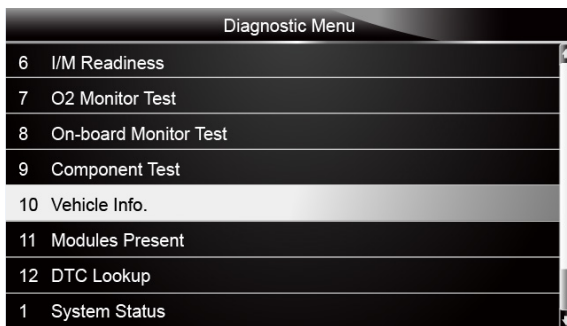 Diagnostic Menu
6 I/M Readiness
7 O2 Monitor Test
8 On-board Monitor Test
9 Component Test
10 Vehicle Info.
11 Modules Present
12 DTC Lookup
1 System Status